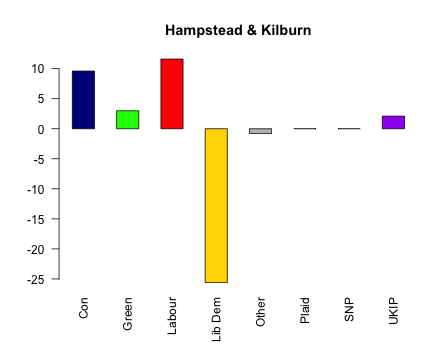 Hampstead & Kilburn
10
5
0
-5
-10
-15
-20
-25
Con
Green
Labour
Lib Dem
Other
Plaid
SNP
UKIP